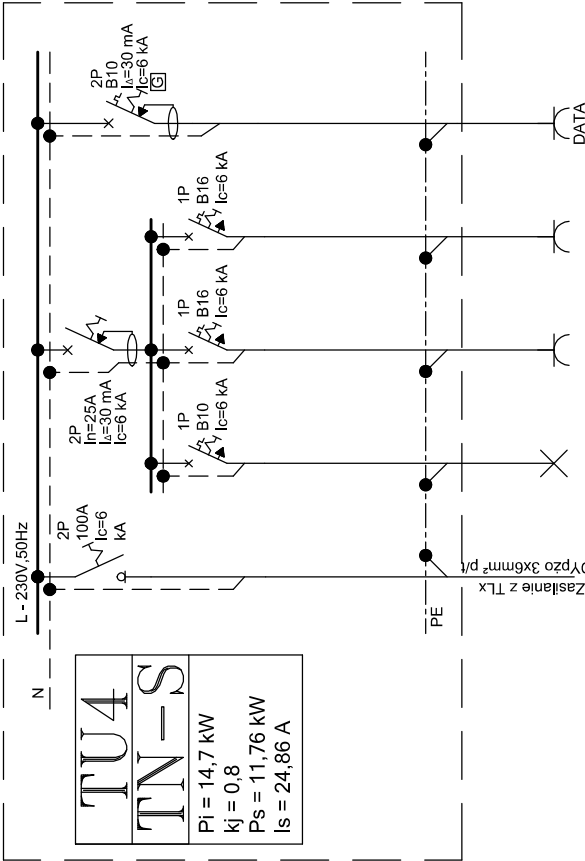 TU4
TN-S
Pi = 14,7 kW
kj = 0,8
Ps = 11,76 kW
Is = 24,86 A
N
L - 230V,50Hz
2P
100A
Ic=6
kA
2P
In=25A
I∆=30 mA
Ic=6 kA
2P
B10
I∆=30 mA
Ic=6 kA
G
1P
B10
Ic=6 kA
1P
B16
Ic=6 kA
1P
B16
Ic=6 kA
PE
Zasilanie z TLx
DYpżo 3x6mm² p/t
DATA